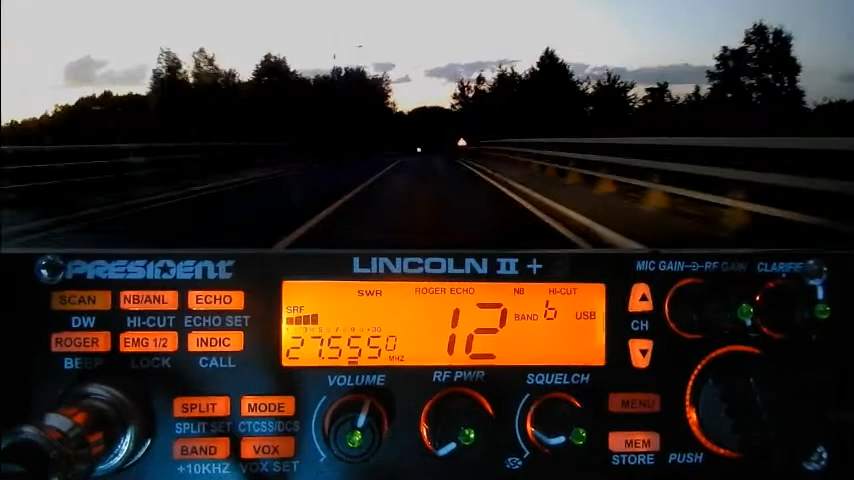 PRESIDENT
LINCOLN II +
MIC GAIN RF GAIN CLARIFIER
SCAN NB/ANL ECHO
DW HI-CUT ECHO SET
ROGER EMG 1/2 INDIC
BEEP LOCK CALL
SWR ROGER ECHO NB HI-CUT
SRF
12 BAND b USB
27.5550 MHZ
CH
VOLUME RF PWR SQUELCH
SPLIT MODE
SPLIT SET CTCSS/DCS
BAND VOX
+10KHZ VOX SET
MENU
MEM
STORE PUSH